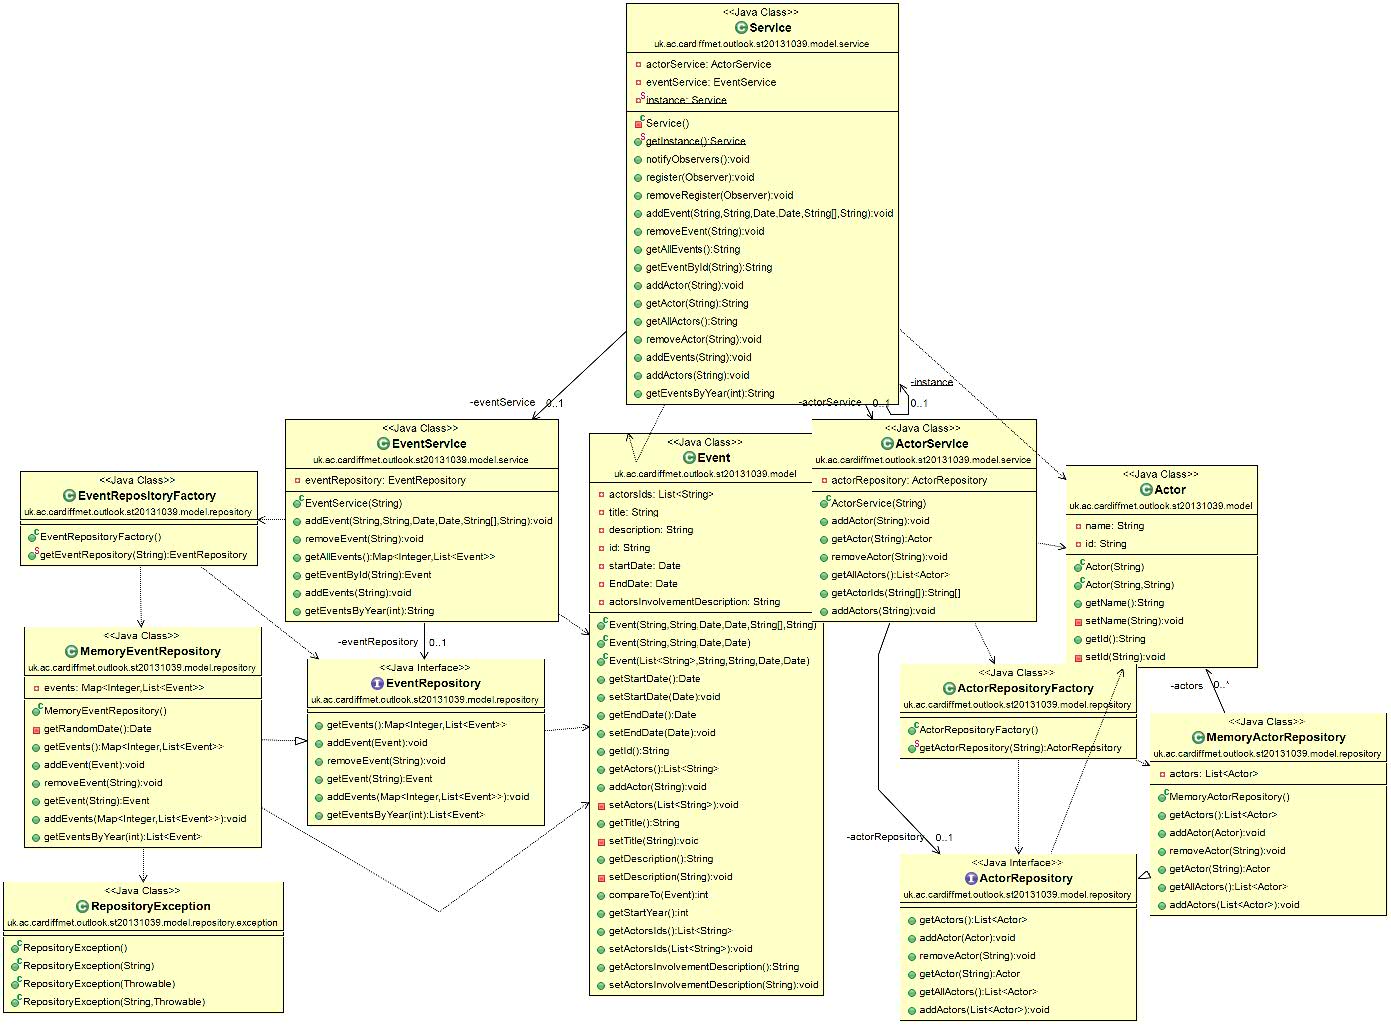 <<Java Class>>
Service
uk.ac.cardiffmet.outlook.st20131039.model.service
actorService: ActorService
eventService: EventService
instance: Service
Service()
getInstance():Service
notifyObservers():void
register(Observer):void
removeRegister(Observer):void
addEvent(String,String,Date,Date,String[],String):void
removeEvent(String):void
getAllEvents():String
getEventById(String):String
addActor(String):void
getActor(String):String
getAllActors():String
removeActor(String):void
addEvents(String):void
addActors(String):void
getEventsByYear(int):String
-instance
0..1
-eventService
0..1
-actorService
0..1
<<Java Class>>
EventService
uk.ac.cardiffmet.outlook.st20131039.model.service
eventRepository: EventRepository
EventService(String)
addEvent(String,String,Date,Date,String[],String):void
removeEvent(String):void
getAllEvents():Map<Integer,List<Event>>
getEventById(String):Event
addEvents(String):void
getEventsByYear(int):String
-eventRepository
0..1
<<Java Class>>
Event
uk.ac.cardiffmet.outlook.st20131039.model
actorsIds: List<String>
title: String
description: String
id: String
startDate: Date
EndDate: Date
actorsInvolvementDescription: String
Event(String,String,Date,Date,String[],String)
Event(String,String,Date,Date)
Event(List<String>,String,String,Date,Date)
getStartDate():Date
setStartDate(Date):void
getEndDate():Date
setEndDate(Date):void
getId():String
getActors():List<String>
addActor(String):void
setActors(List<String>):void
getTitle():String
setTitle(String):void
getDescription():String
setDescription(String):void
compareTo(Event):int
getStartYear():int
getActorsIds():List<String>
setActorsIds(List<String>):void
getActorsInvolvementDescription():String
setActorsInvolvementDescription(String):void
<<Java Class>>
ActorService
uk.ac.cardiffmet.outlook.st20131039.model.service
actorRepository: ActorRepository
ActorService(String)
addActor(String):void
getActor(String):Actor
removeActor(String):void
getAllActors():List<Actor>
getActorIds(String[]):String[]
addActors(String):void
-actorRepository
0..1
<<Java Class>>
Actor
uk.ac.cardiffmet.outlook.st20131039.model
name: String
id: String
Actor(String)
Actor(String,String)
getName():String
setName(String):void
getId():String
setId(String):void
-actors
0..*
<<Java Class>>
EventRepositoryFactory
uk.ac.cardiffmet.outlook.st20131039.model.repository
EventRepositoryFactory()
getEventRepository(String):EventRepository
<<Java Class>>
MemoryEventRepository
uk.ac.cardiffmet.outlook.st20131039.model.repository
events: Map<Integer,List<Event>>
MemoryEventRepository()
getRandomDate():Date
getEvents():Map<Integer,List<Event>>
addEvent(Event):void
removeEvent(String):void
getEvent(String):Event
addEvents(Map<Integer,List<Event>>):void
getEventsByYear(int):List<Event>
<<Java Interface>>
EventRepository
uk.ac.cardiffmet.outlook.st20131039.model.repository
getEvents():Map<Integer,List<Event>>
addEvent(Event):void
removeEvent(String):void
getEvent(String):Event
addEvents(Map<Integer,List<Event>>):void
getEventsByYear(int):List<Event>
<<Java Class>>
ActorRepositoryFactory
uk.ac.cardiffmet.outlook.st20131039.model.repository
ActorRepositoryFactory()
getActorRepository(String):ActorRepository
<<Java Class>>
MemoryActorRepository
uk.ac.cardiffmet.outlook.st20131039.model.repository
actors: List<Actor>
MemoryActorRepository()
getActors():List<Actor>
addActor(Actor):void
removeActor(String):void
getActor(String):Actor
getAllActors():List<Actor>
addActors(List<Actor>):void
<<Java Interface>>
ActorRepository
uk.ac.cardiffmet.outlook.st20131039.model.repository
getActors():List<Actor>
addActor(Actor):void
removeActor(String):void
getActor(String):Actor
getAllActors():List<Actor>
addActors(List<Actor>):void
<<Java Class>>
RepositoryException
uk.ac.cardiffmet.outlook.st20131039.model.repository.exception
RepositoryException()
RepositoryException(String)
RepositoryException(Throwable)
RepositoryException(String,Throwable)